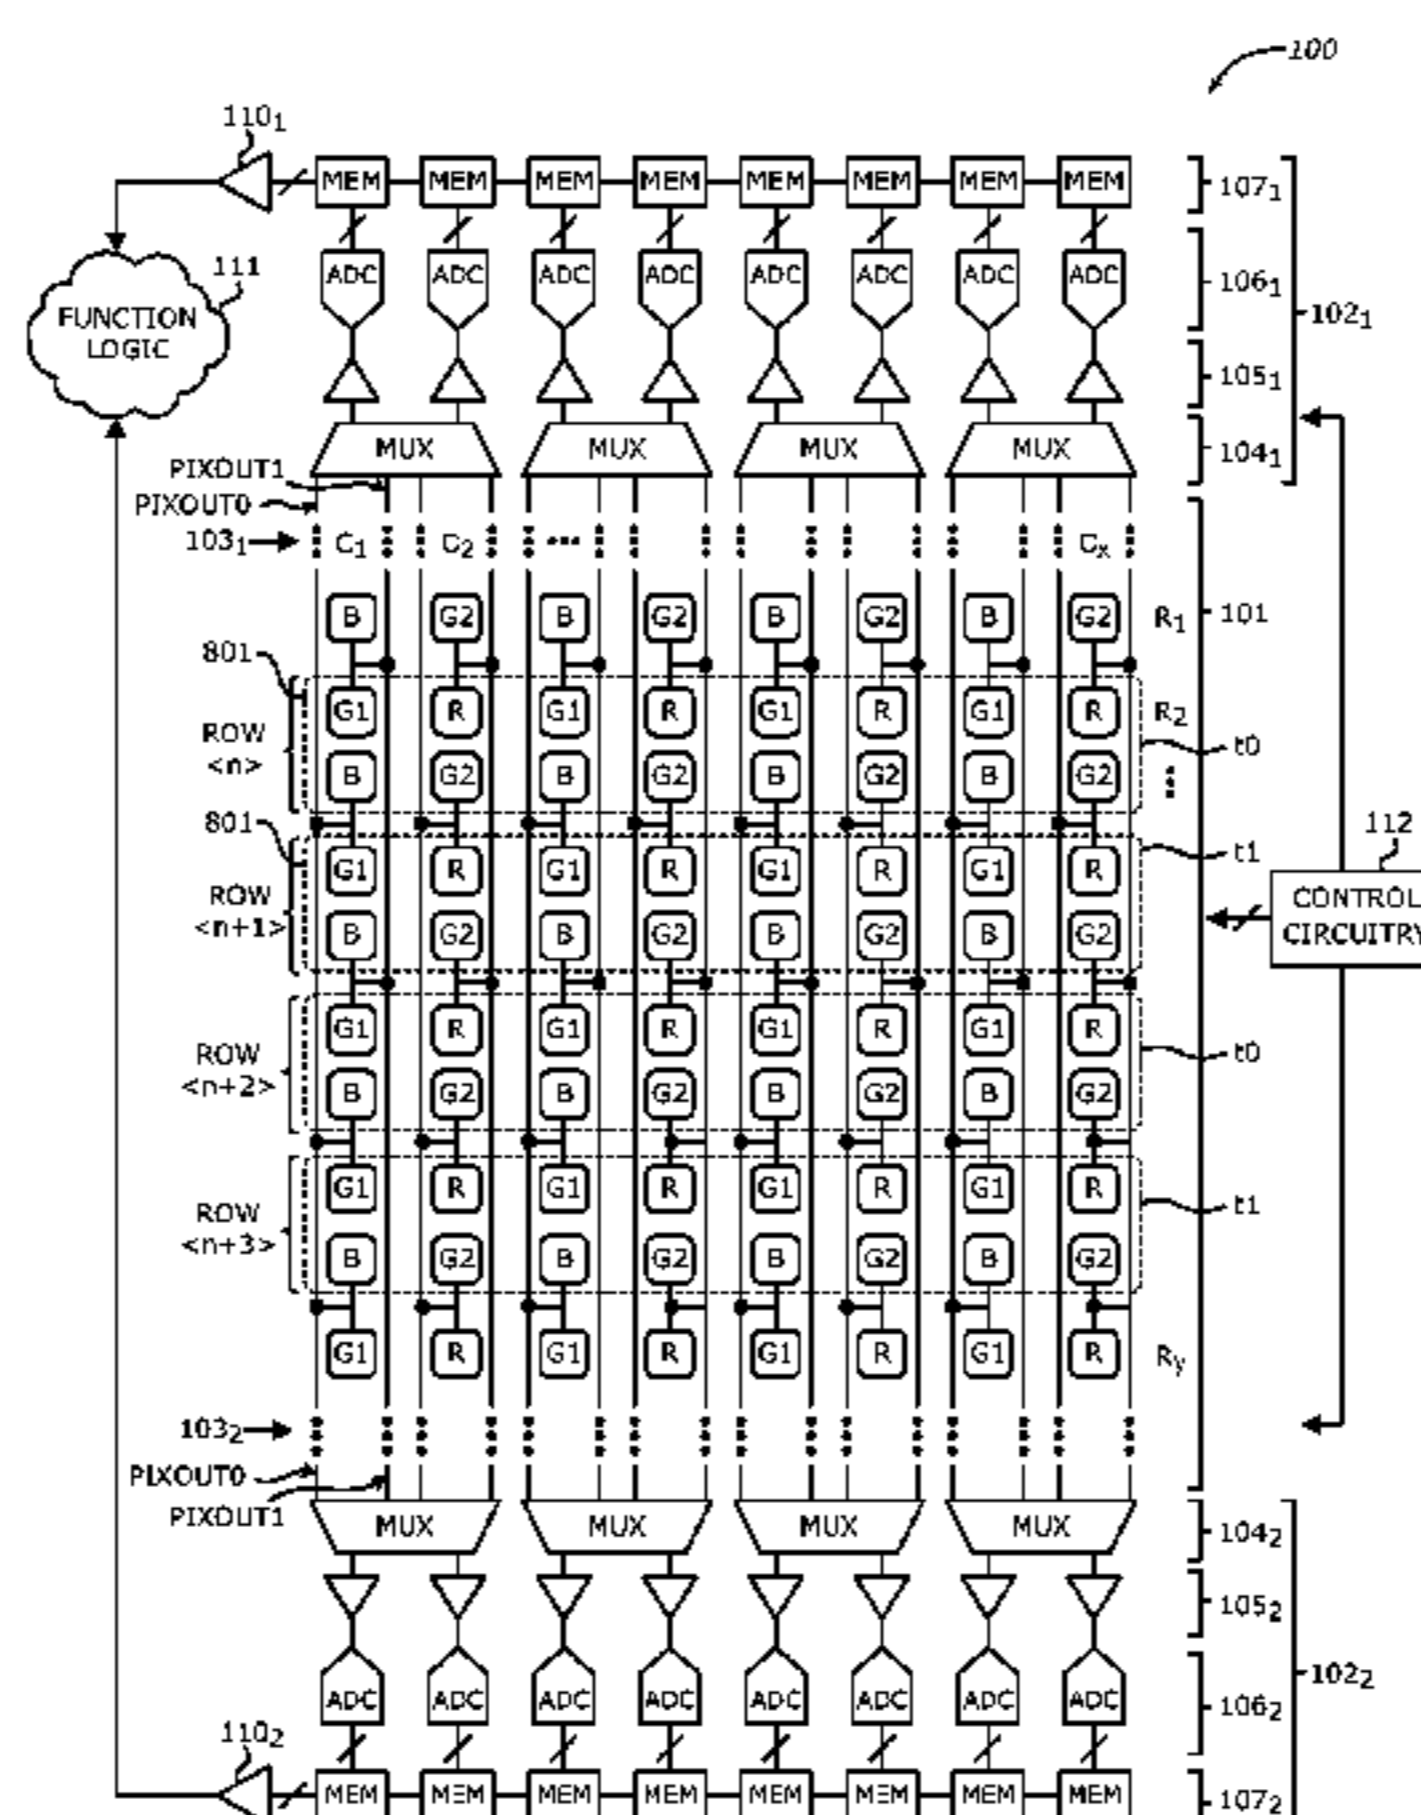 100
110₁
MEM MEM MEM MEM MEM MEM MEM MEM 107₁
111
ADC ADC ADC ADC ADC ADC ADC ADC 106₁
FUNCTION
LOGIC
102₁
105₁
MUX MUX MUX MUX 104₁
PIXOUT1
PIXOUT0
103₁ C₁ C₂ ... Cₓ
B G2 B G2 B G2 B G2 R₁ 101
801
G1 R G1 R G1 R G1 R R₂
ROW
<n>
t0
B G2 B G2 B G2 B G2
801
112
t1
G1 R G1 R G1 R G1 R
ROW
<n+1>
CONTROL
CIRCUITRY
B G2 B G2 B G2 B G2
G1 R G1 R G1 R G1 R
ROW
<n+2>
t0
B G2 B G2 B G2 B G2
G1 R G1 R G1 R G1 R
ROW
<n+3>
t1
B G2 B G2 B G2 B G2
G1 R G1 R G1 R G1 R Rᵧ
103₂
PIXOUT0
PIXOUT1
MUX MUX MUX MUX 104₂
105₂
102₂
ADC ADC ADC ADC ADC ADC ADC ADC 106₂
110₂
MEM MEM MEM MEM MEM MEM MEM MEM 107₂